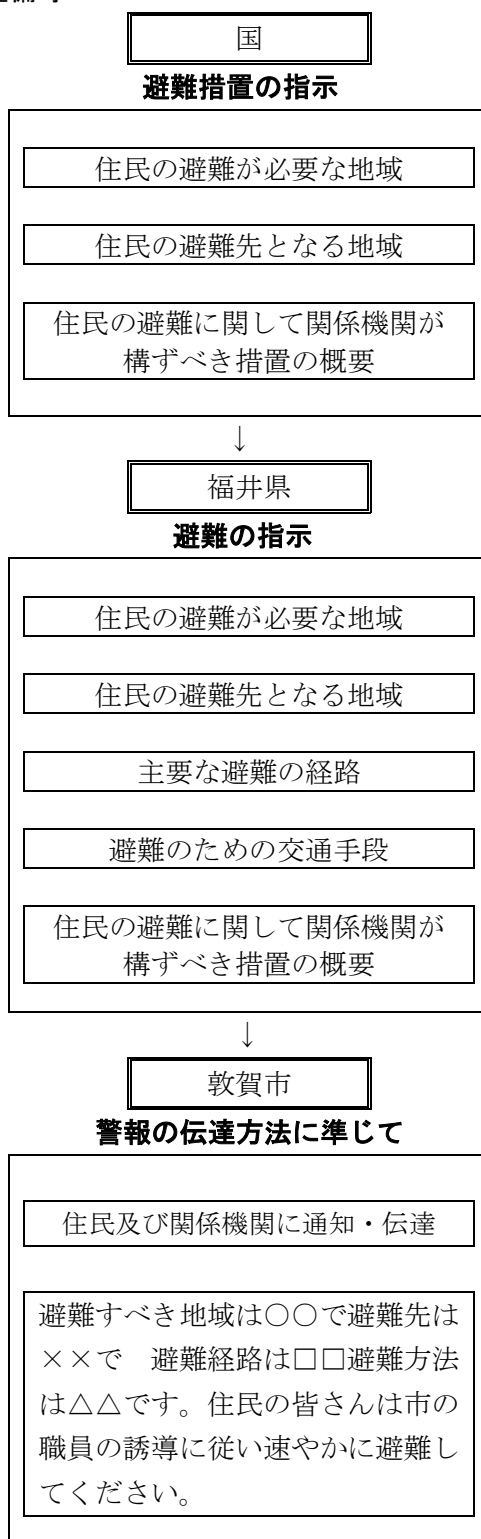 国
避難措置の指示
住民の避難が必要な地域
住民の避難先となる地域
住民の避難に関して関係機関が
構ずべき措置の概要
↓
福井県
避難の指示
住民の避難が必要な地域
住民の避難先となる地域
主要な避難の経路
避難のための交通手段
住民の避難に関して関係機関が
構ずべき措置の概要
↓
敦賀市
警報の伝達方法に準じて
住民及び関係機関に通知・伝達
避難すべき地域は○○で避難先は
××で　避難経路は□□避難方法
は△△です。住民の皆さんは市の
職員の誘導に従い速やかに避難し
てください。